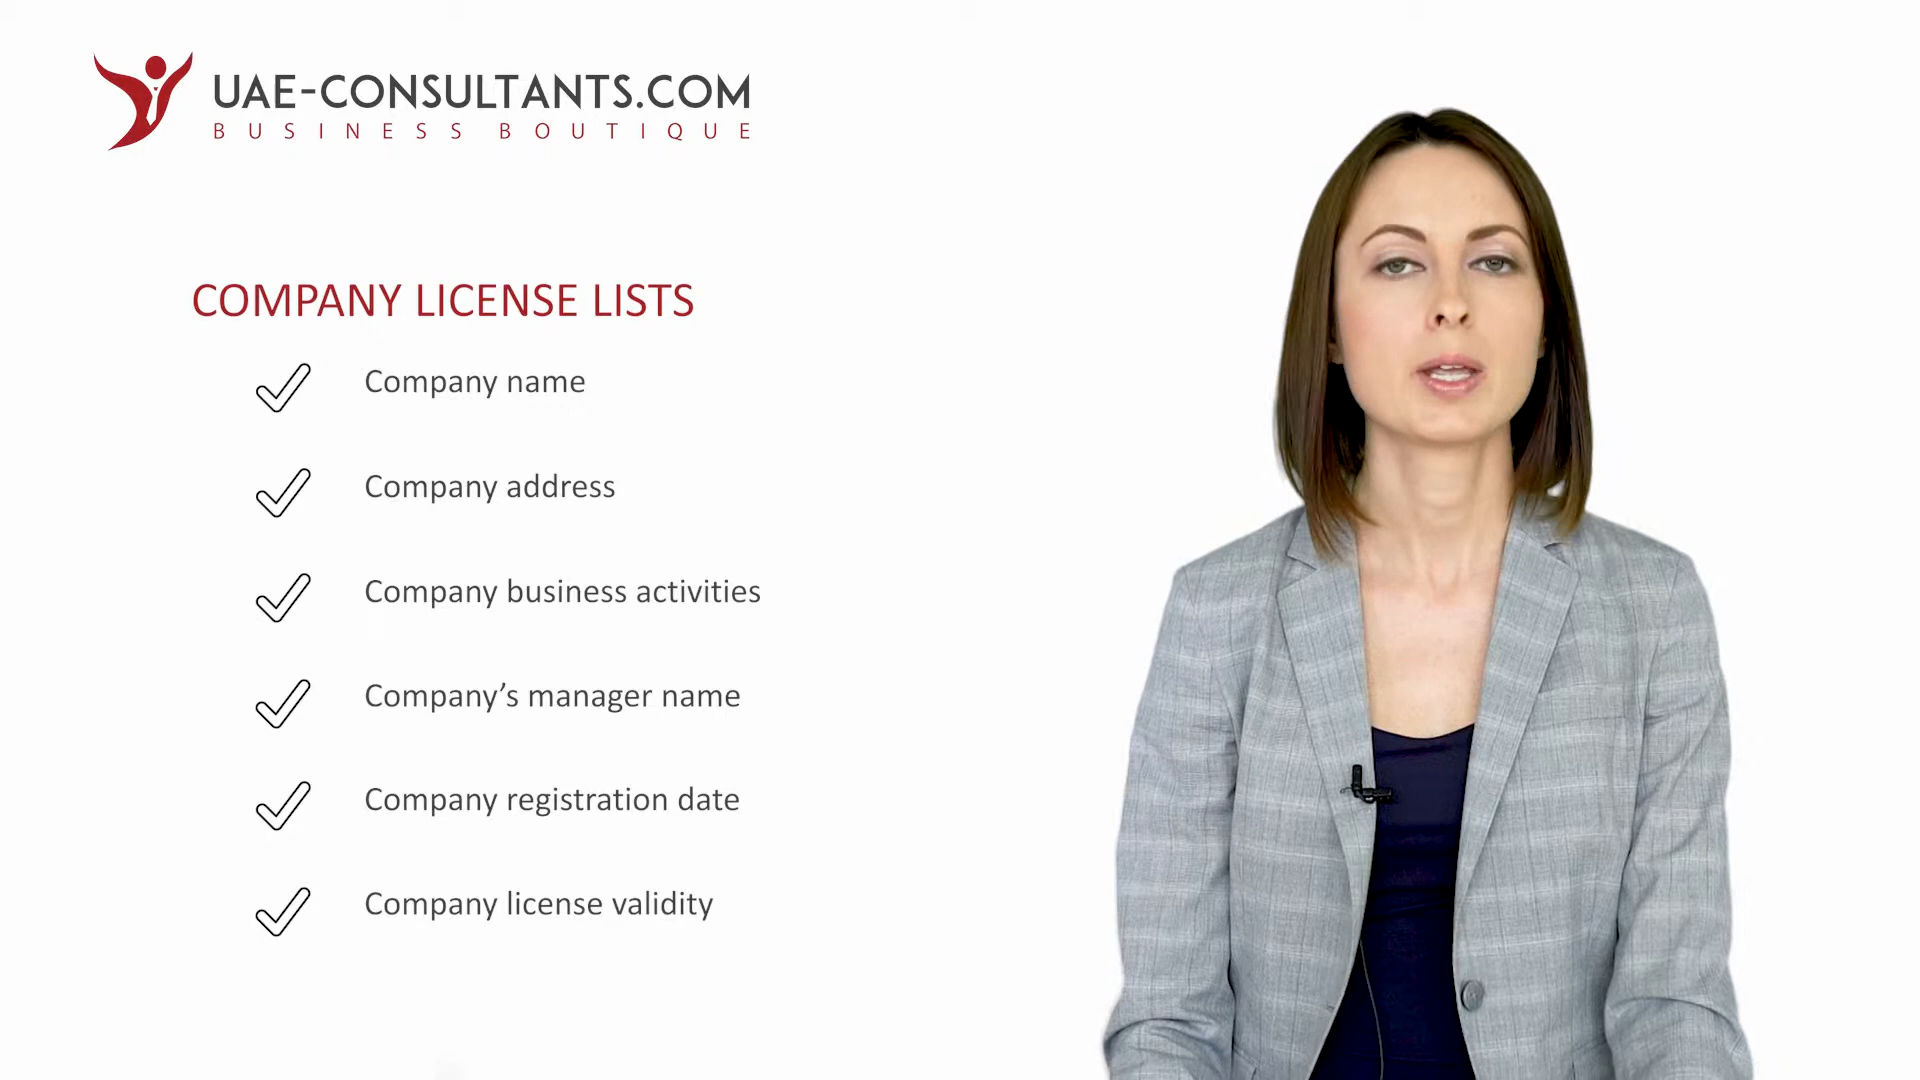 UAE-CONSULTANTS.COM
BUSINESS BOUTIQUE
COMPANY LICENSE LISTS
Company name
Company address
Company business activities
Company’s manager name
Company registration date
Company license validity